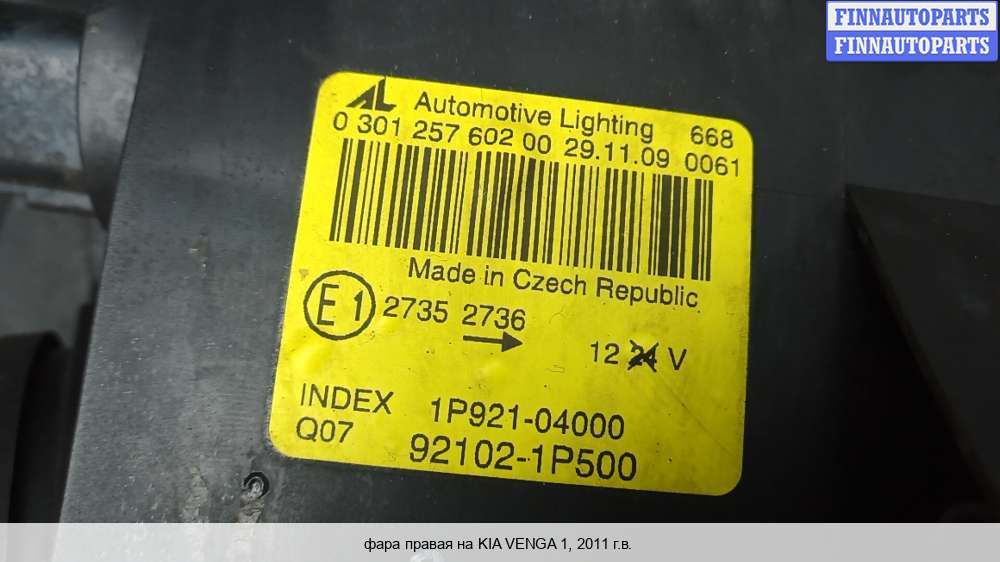 FINNAUTOPARTS
FINNAUTOPARTS
AL Automotive Lighting 668
0 301 257 602 00 29.11.09 0061
Made in Czech Republic
E1 2735 2736
12 24 V
INDEX 1P921-04000
Q07 92102-1P500
фара правая на KIA VENGA 1, 2011 г.в.